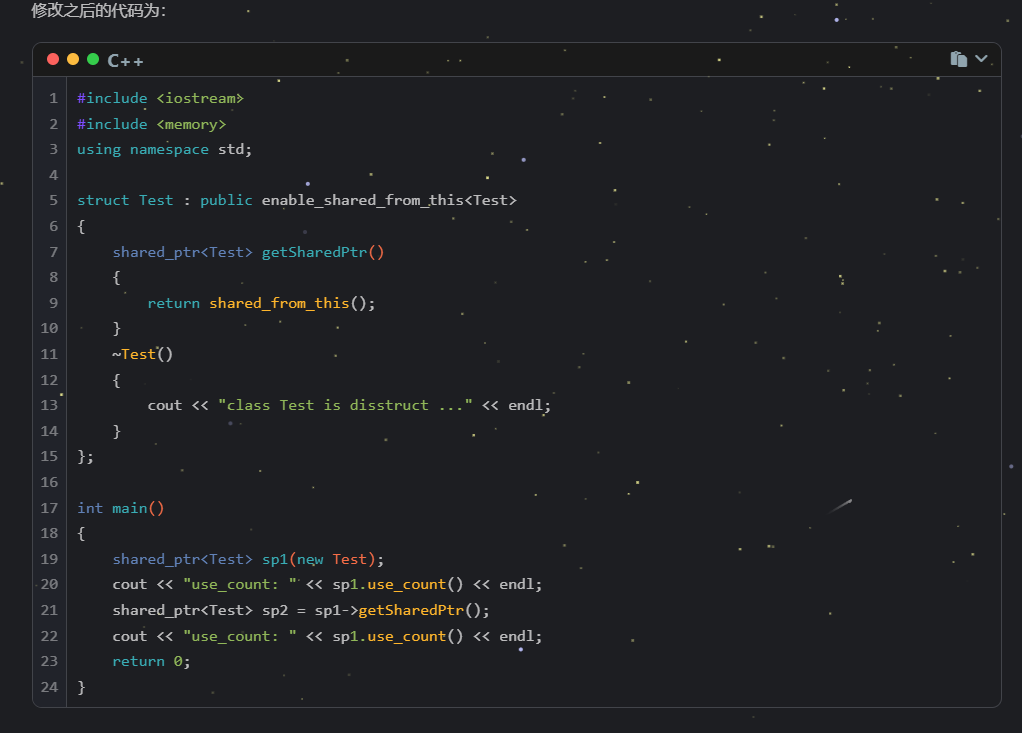 修改之后的代码为:
C++
1 #include <iostream>
2 #include <memory>
3 using namespace std;
4
5 struct Test : public enable_shared_from_this<Test>
6 {
7     shared_ptr<Test> getSharedPtr()
8     {
9         return shared_from_this();
10     }
11     ~Test()
12     {
13         cout << "class Test is disstruct ..." << endl;
14     }
15 };
16
17 int main()
18 {
19     shared_ptr<Test> sp1(new Test);
20     cout << "use_count: " << sp1.use_count() << endl;
21     shared_ptr<Test> sp2 = sp1->getSharedPtr();
22     cout << "use_count: " << sp1.use_count() << endl;
23     return 0;
24 }